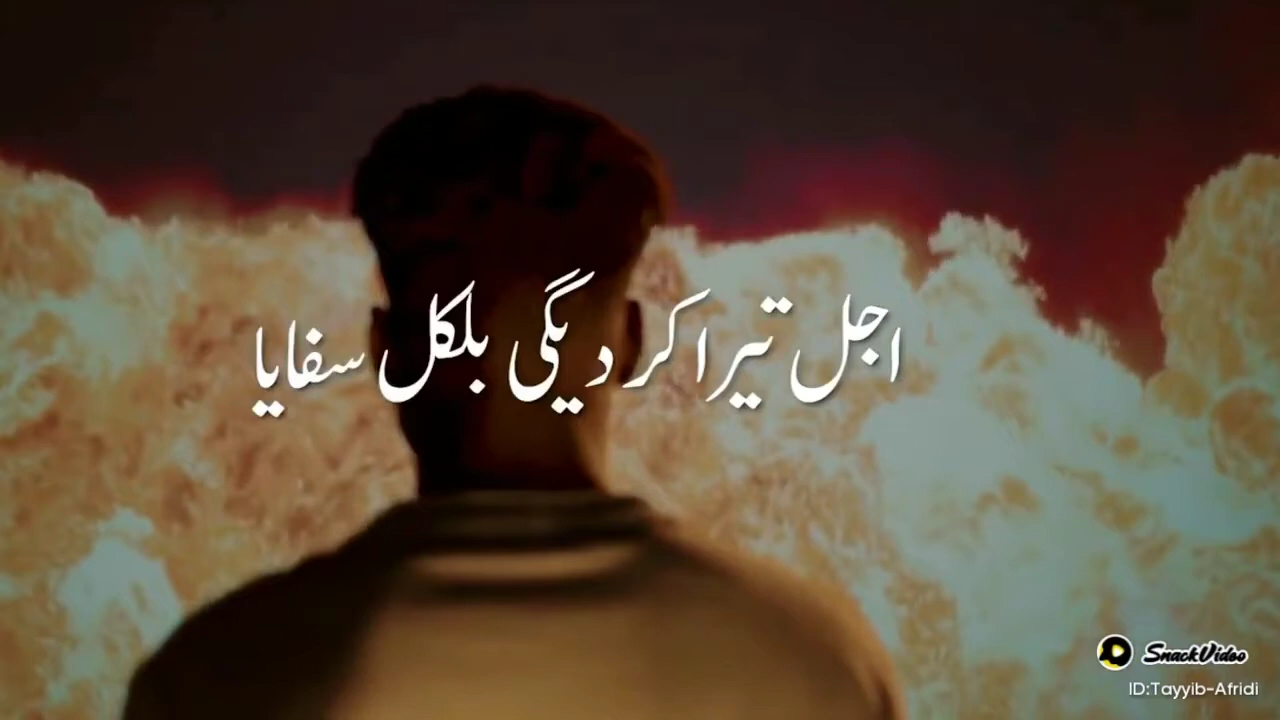 اجل تیرا کر دیگی بلکل سفایا
SnackVideo
ID:Tayyib-Afridi